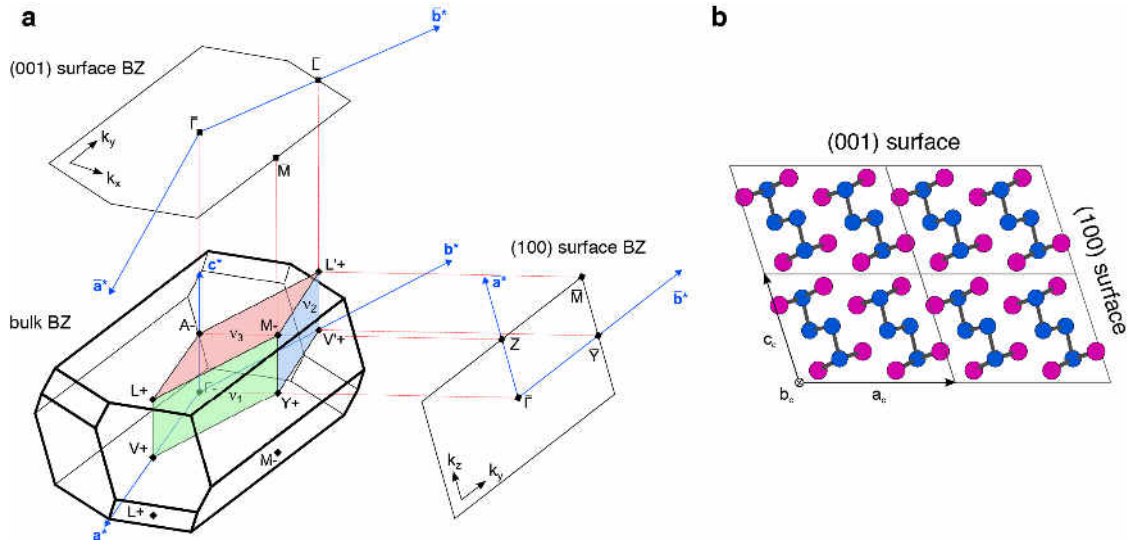 a
b̄*
(001) surface BZ
Γ̄
k_y
k_x
M̄
ā*
bulk BZ
c*
L'+
b*
A-
M-
ν₂
ν₃
V'+
L+
ν₁
Y+
V+
M-
L+
a*
(100) surface BZ
a*
M̄
b̄*
Z
Ȳ
Γ̄
k_z
k_y
b
(001) surface
(100) surface
c_c
b_c
a_c